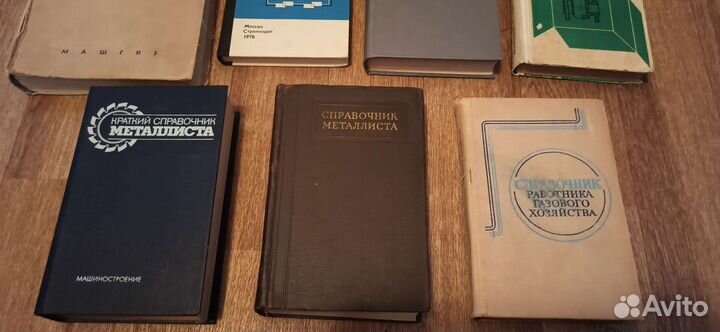 МАШГИЗ
Москва
Стройиздат
1976
КРАТКИЙ СПРАВОЧНИК
МЕТАЛЛИСТА
МАШИНОСТРОЕНИЕ
СПРАВОЧНИК
МЕТАЛЛИСТА
СПРАВОЧНИК
РАБОТНИКА
ГАЗОВОГО
ХОЗЯЙСТВА
Avito